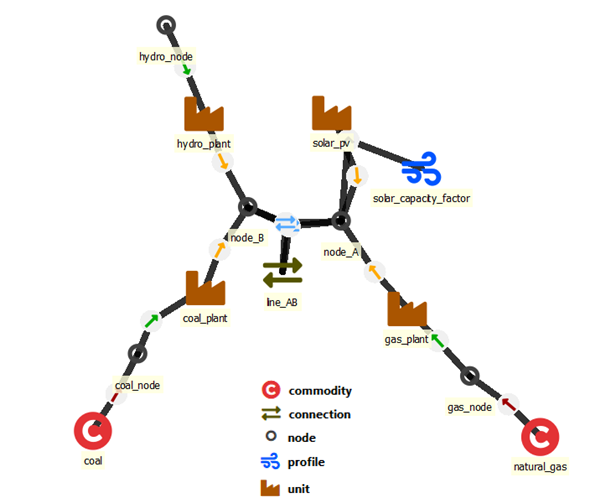 hydro_node
hydro_plant
solar_pv
solar_capacity_factor
node_B
node_A
line_AB
coal_plant
gas_plant
coal_node
gas_node
coal
natural_gas
commodity
connection
node
profile
unit